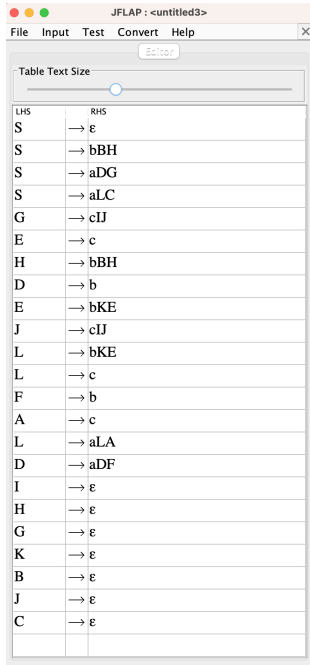 JFLAP : <untitled3>
File Input Test Convert Help ×
Editor
Table Text Size
LHS RHS
S → ε
S → bBH
S → aDG
S → aLC
G → cIJ
E → c
H → bBH
D → b
E → bKE
J → cIJ
L → bKE
L → c
F → b
A → c
L → aLA
D → aDF
I → ε
H → ε
G → ε
K → ε
B → ε
J → ε
C → ε